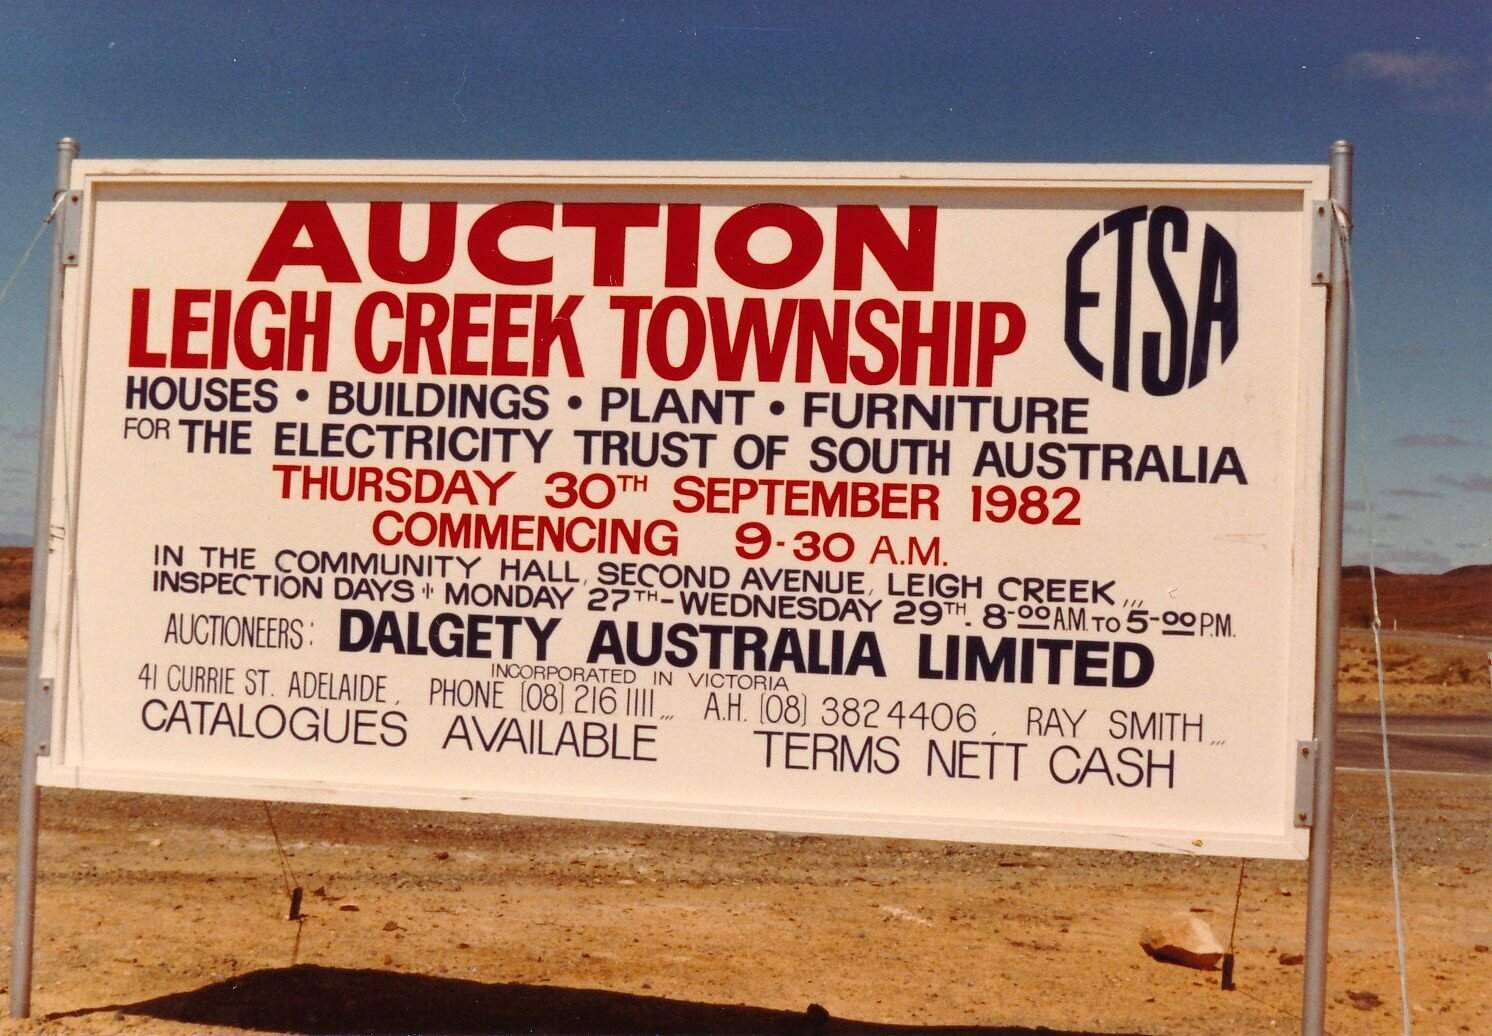 AUCTION
ETSA
LEIGH CREEK TOWNSHIP
HOUSES • BUILDINGS • PLANT • FURNITURE
FOR THE ELECTRICITY TRUST OF SOUTH AUSTRALIA
THURSDAY 30TH SEPTEMBER 1982
COMMENCING 9-30 A.M.
IN THE COMMUNITY HALL, SECOND AVENUE, LEIGH CREEK,,,
INSPECTION DAYS MONDAY 27TH-WEDNESDAY 29TH. 8-00 A.M. TO 5-00 P.M.
AUCTIONEERS: DALGETY AUSTRALIA LIMITED
INCORPORATED IN VICTORIA
41 CURRIE ST. ADELAIDE, PHONE (08) 216 1111,,, A.H. (08) 382 4406, RAY SMITH,,,
CATALOGUES AVAILABLE TERMS NETT CASH